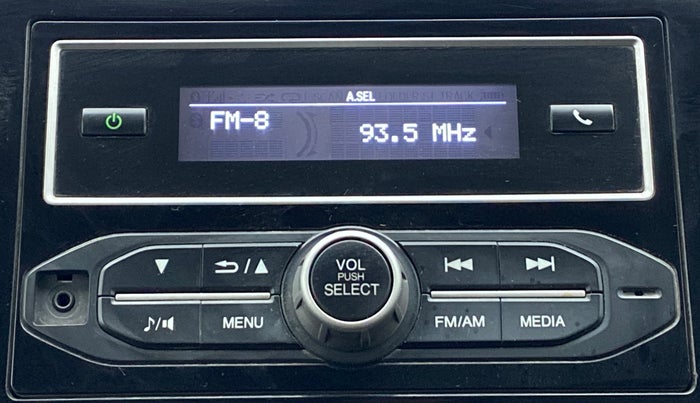 A.SEL
FM-8
93.5 MHz
VOL
PUSH
SELECT
MENU
FM/AM
MEDIA